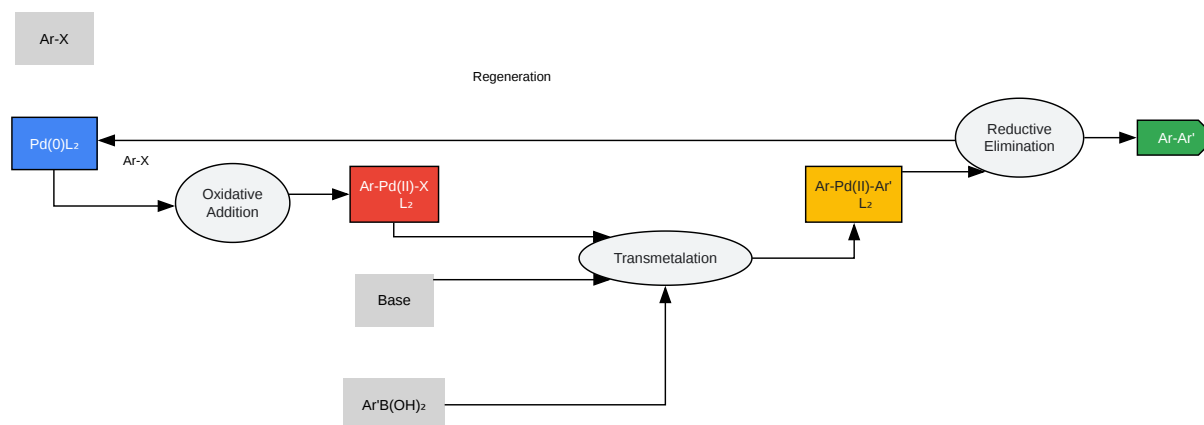 Ar-X
Regeneration
Pd(0)L₂
Ar-X
Oxidative
Addition
Ar-Pd(II)-X
L₂
Base
Ar'B(OH)₂
Transmetalation
Ar-Pd(II)-Ar'
L₂
Reductive
Elimination
Ar-Ar'